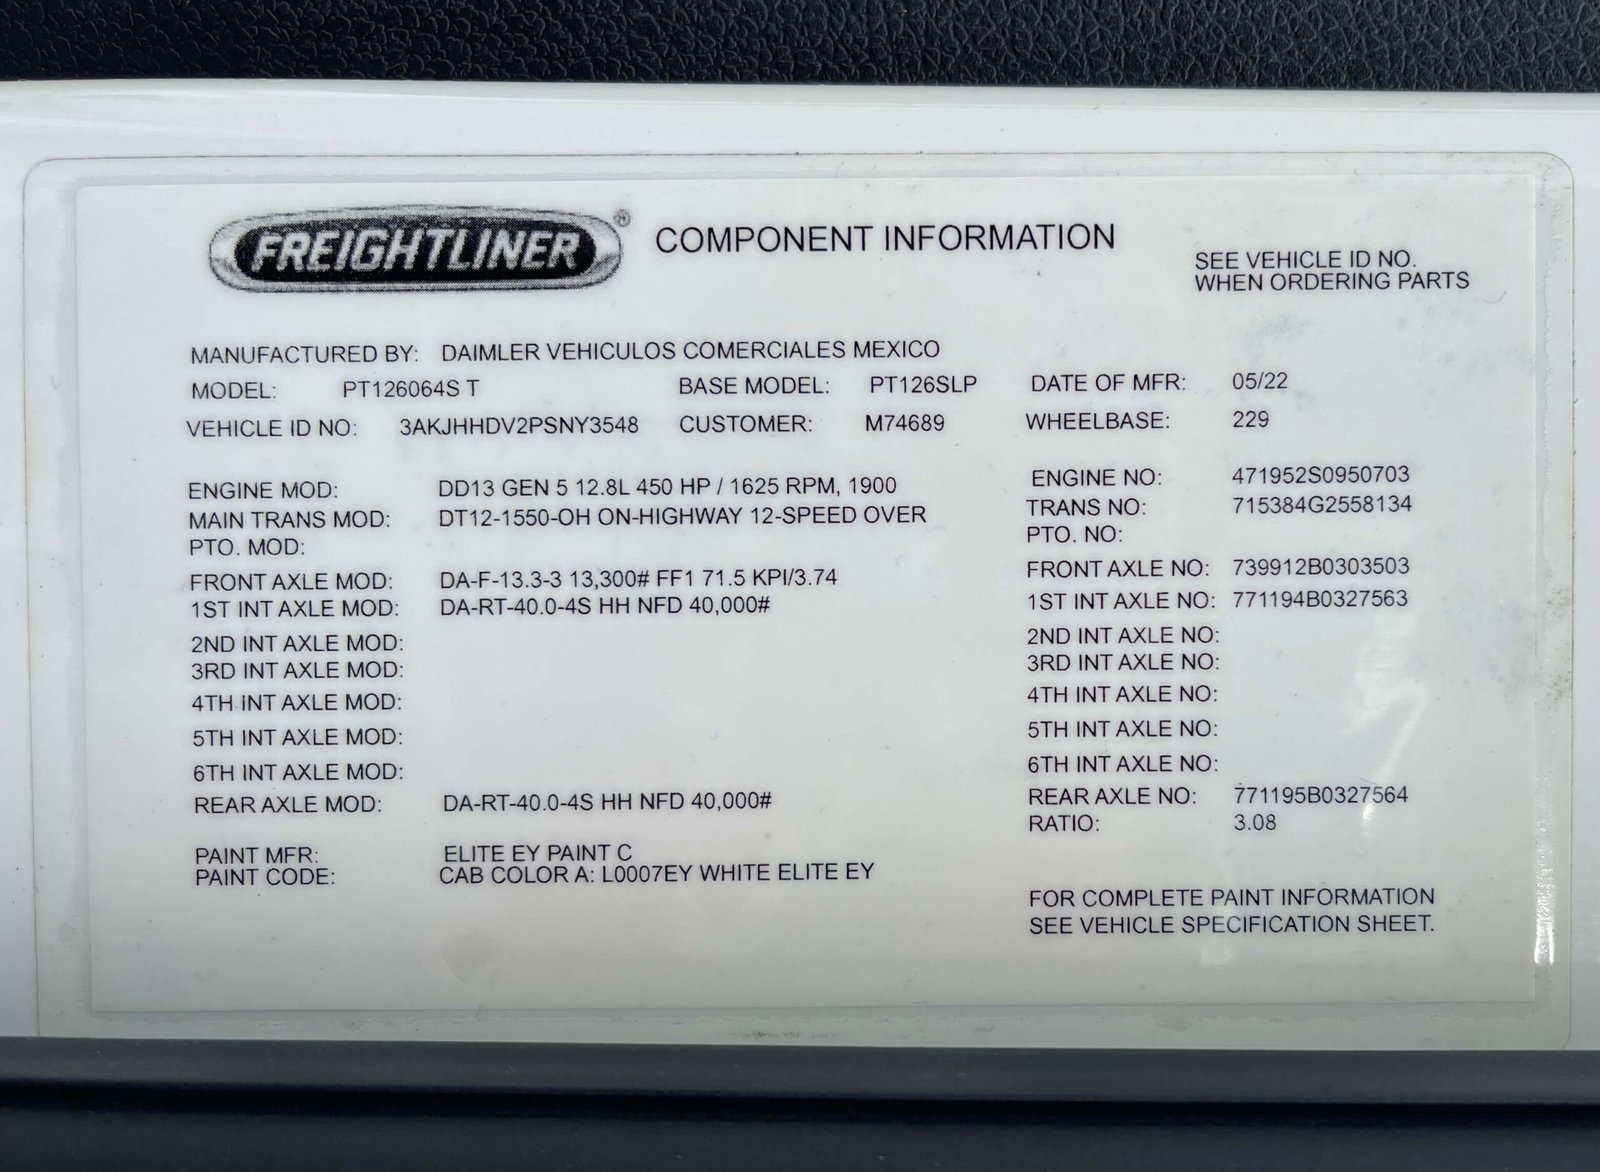 FREIGHTLINER® COMPONENT INFORMATION
SEE VEHICLE ID NO.
WHEN ORDERING PARTS
MANUFACTURED BY: DAIMLER VEHICULOS COMERCIALES MEXICO
MODEL: PT126064S T BASE MODEL: PT126SLP DATE OF MFR: 05/22
VEHICLE ID NO: 3AKJHHDV2PSNY3548 CUSTOMER: M74689 WHEELBASE: 229
ENGINE MOD: DD13 GEN 5 12.8L 450 HP / 1625 RPM, 1900 ENGINE NO: 471952S0950703
MAIN TRANS MOD: DT12-1550-OH ON-HIGHWAY 12-SPEED OVER TRANS NO: 715384G2558134
PTO. MOD: PTO. NO:
FRONT AXLE MOD: DA-F-13.3-3 13,300# FF1 71.5 KPI/3.74 FRONT AXLE NO: 739912B0303503
1ST INT AXLE MOD: DA-RT-40.0-4S HH NFD 40,000# 1ST INT AXLE NO: 771194B0327563
2ND INT AXLE MOD: 2ND INT AXLE NO:
3RD INT AXLE MOD: 3RD INT AXLE NO:
4TH INT AXLE MOD: 4TH INT AXLE NO:
5TH INT AXLE MOD: 5TH INT AXLE NO:
6TH INT AXLE MOD: 6TH INT AXLE NO:
REAR AXLE MOD: DA-RT-40.0-4S HH NFD 40,000# REAR AXLE NO: 771195B0327564
RATIO: 3.08
PAINT MFR: ELITE EY PAINT C
PAINT CODE: CAB COLOR A: L0007EY WHITE ELITE EY
FOR COMPLETE PAINT INFORMATION
SEE VEHICLE SPECIFICATION SHEET.